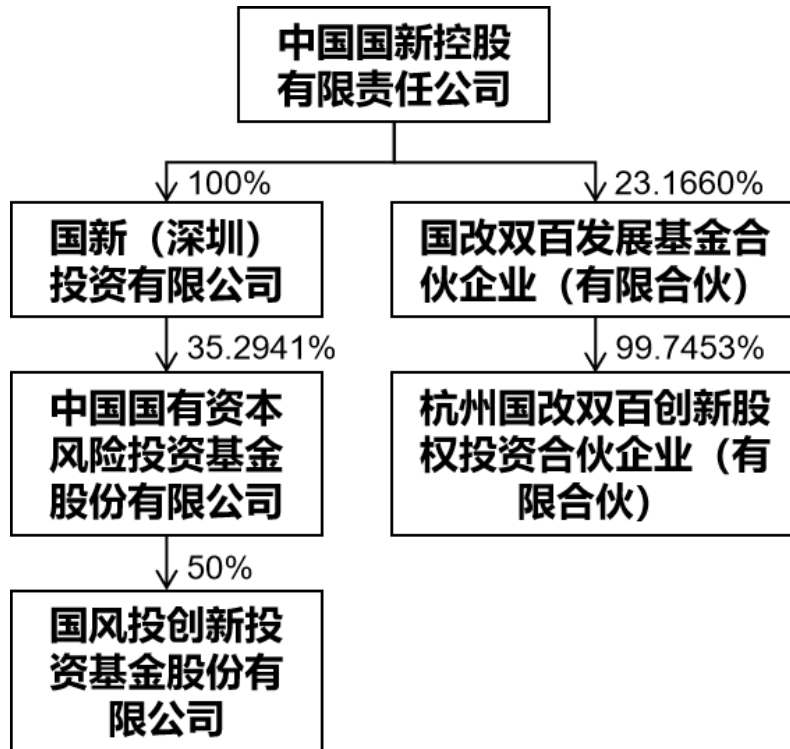 中国国新控股
有限责任公司
100%
23.1660%
国新（深圳）
投资有限公司
国改双百发展基金合
伙企业（有限合伙）
35.2941%
99.7453%
中国国有资本
风险投资基金
股份有限公司
杭州国改双百创新股
权投资合伙企业（有
限合伙）
50%
国风投创新投
资基金股份有
限公司